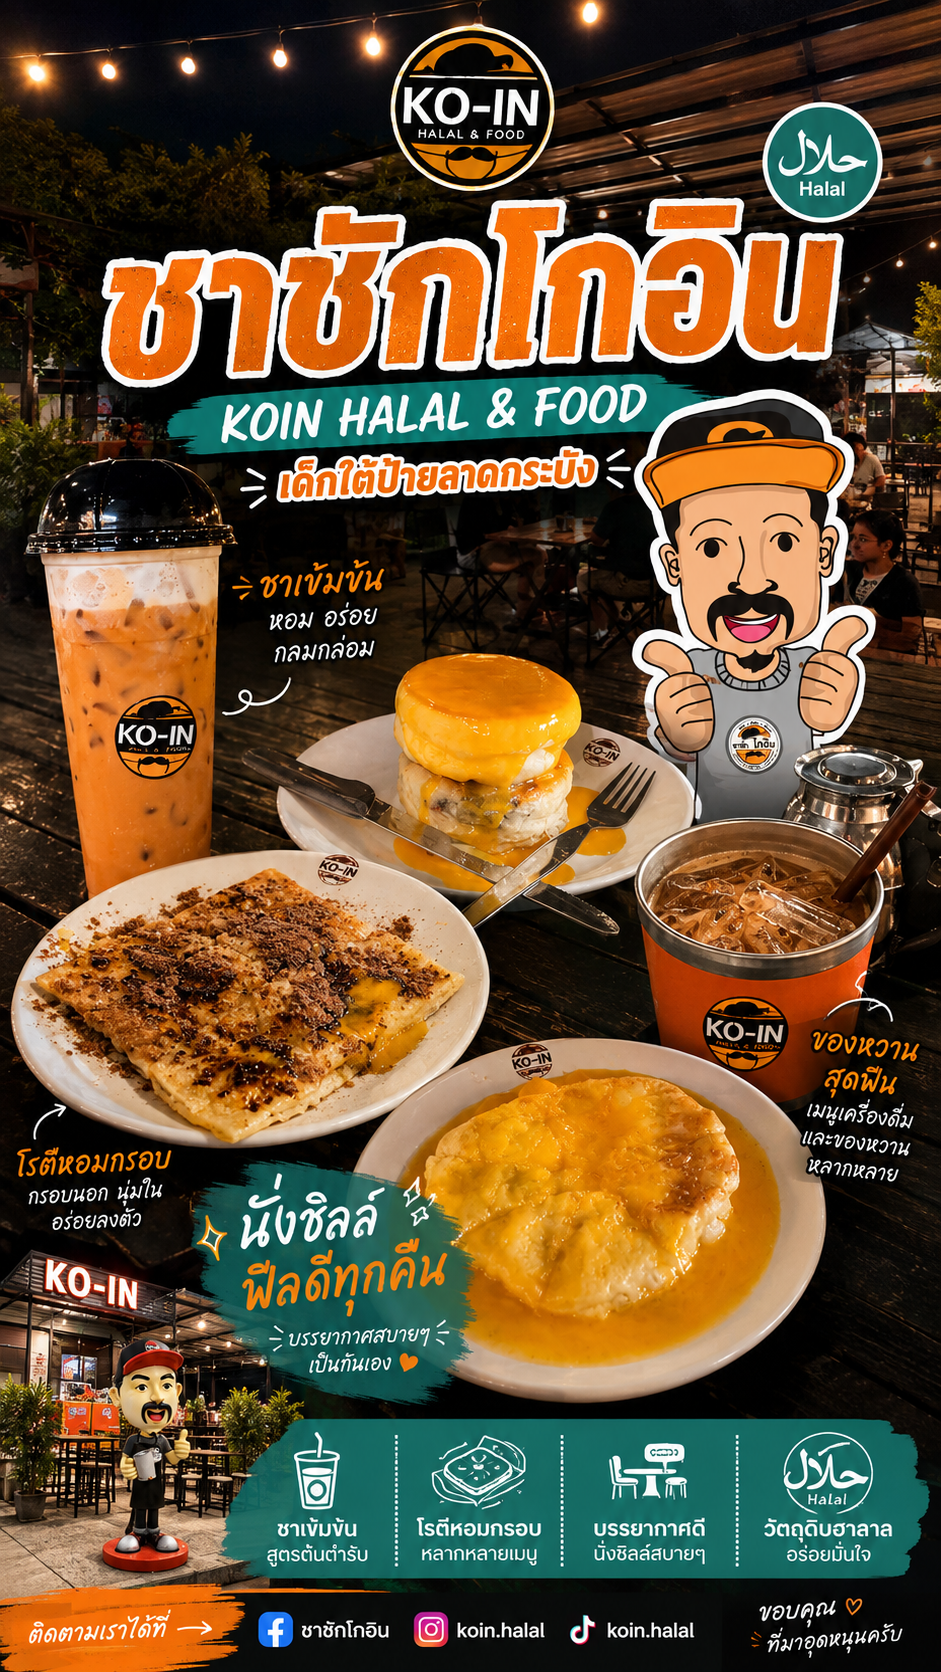 KO-IN
HALAL & FOOD
حلال
Halal
ชาชักโกอิน
KOIN HALAL & FOOD
เด็กใต้ป้ายลาดกระบัง
ชาเข้มข้น
หอม อร่อย
กลมกล่อม
KO-IN
KO-IN
ชาชัก โกอิน
KO-IN
KO-IN
KO-IN
ของหวาน
สุดฟิน
เมนูเครื่องดื่ม
และของหวาน
หลากหลาย
โรตีหอมกรอบ
กรอบนอก นุ่มใน
อร่อยลงตัว
นั่งชิลล์
ฟีลดีทุกคืน
บรรยากาศสบายๆ
เป็นกันเอง
KO-IN
ชาเข้มข้น
สูตรต้นตำรับ
โรตีหอมกรอบ
หลากหลายเมนู
บรรยากาศดี
นั่งชิลล์สบายๆ
حلال
Halal
วัตถุดิบฮาลาล
อร่อยมั่นใจ
ติดตามเราได้ที่
ชาชักโกอิน
koin.halal
koin.halal
ขอบคุณ
ที่มาอุดหนุนครับ